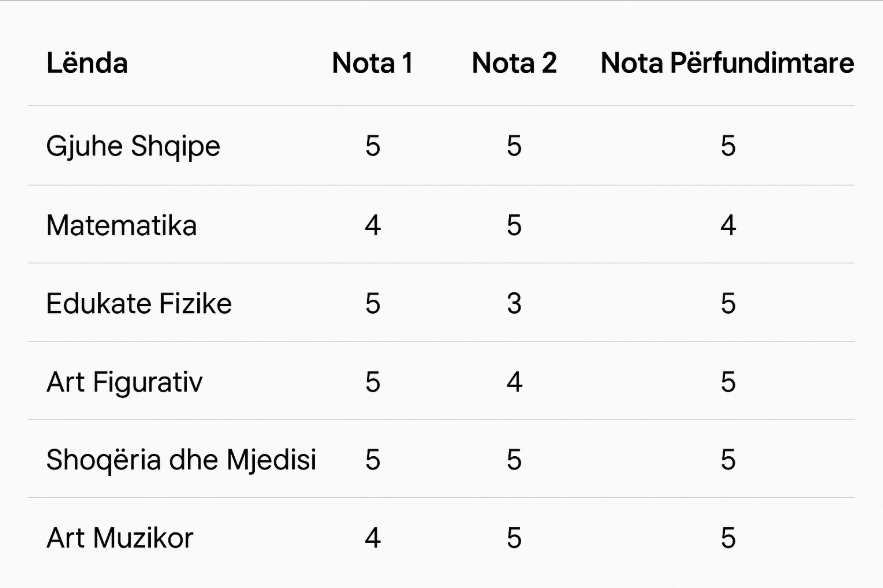 Lënda Nota 1 Nota 2 Nota Përfundimtare
Gjuhe Shqipe 5 5 5
Matematika 4 5 4
Edukate Fizike 5 3 5
Art Figurativ 5 4 5
Shoqëria dhe Mjedisi 5 5 5
Art Muzikor 4 5 5